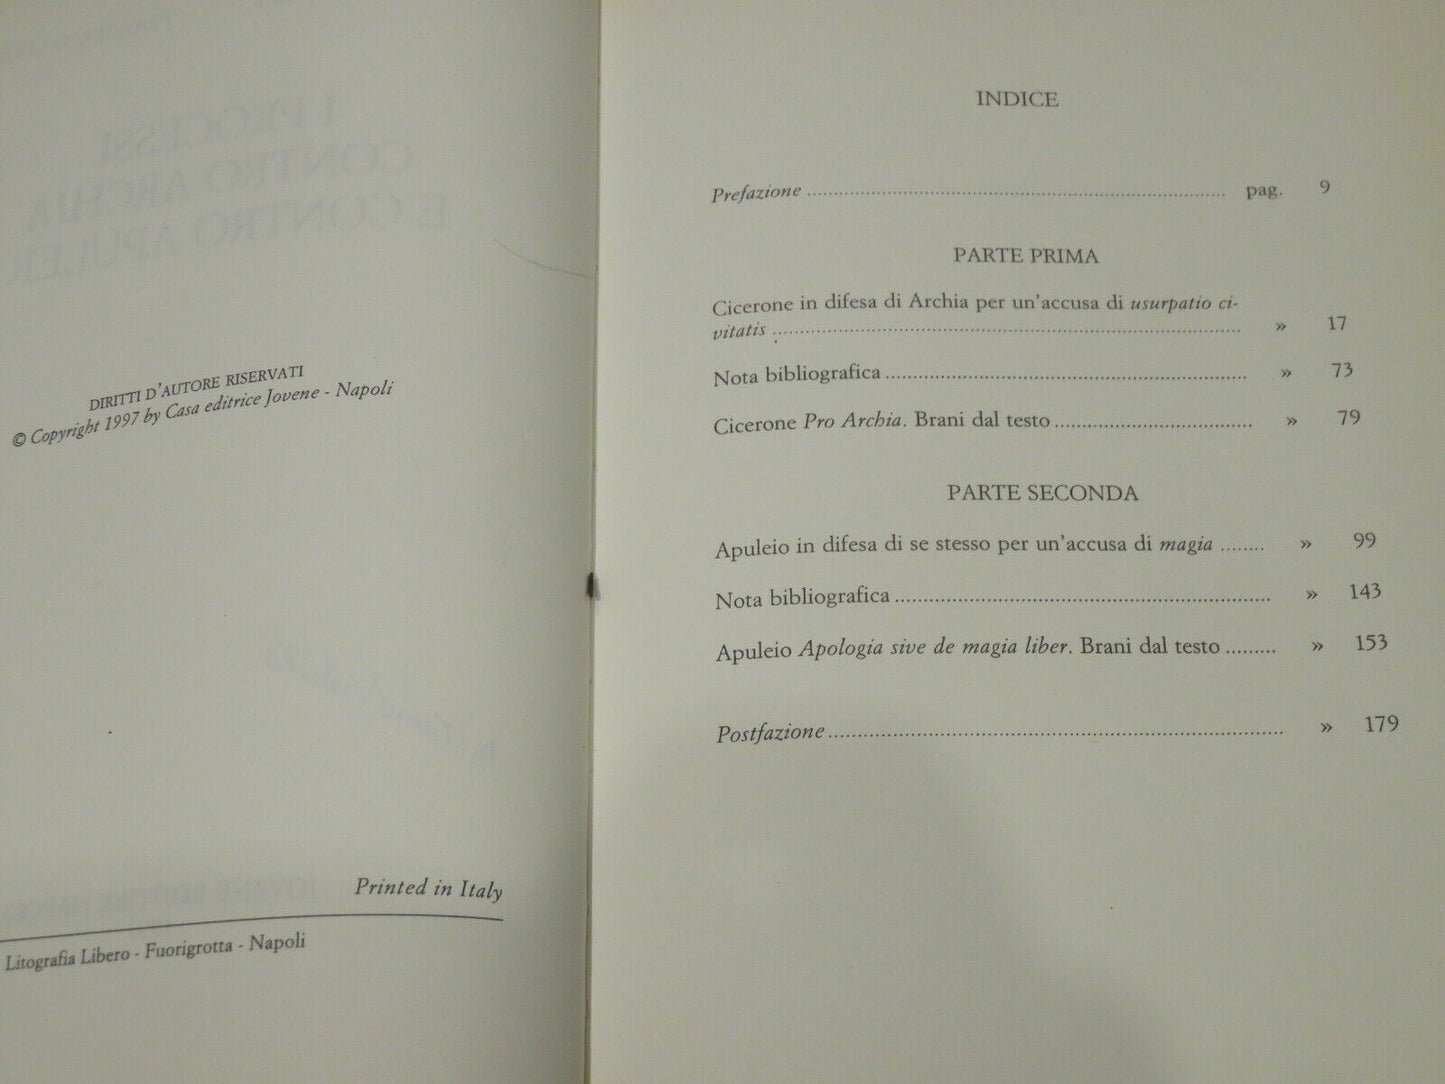 DIRITTI D'AUTORE RISERVATI
© Copyright 1997 by Casa editrice Jovene - Napoli
Printed in Italy
Litografia Libero - Fuorigrotta - Napoli
INDICE
Prefazione ........ pag. 9
PARTE PRIMA
Cicerone in difesa di Archia per un'accusa di usurpatio ci-
vitatis ........ » 17
Nota bibliografica ........ » 73
Cicerone Pro Archia. Brani dal testo ........ » 79
PARTE SECONDA
Apuleio in difesa di se stesso per un'accusa di magia ........ » 99
Nota bibliografica ........ » 143
Apuleio Apologia sive de magia liber. Brani dal testo ........ » 153
Postfazione ........ » 179